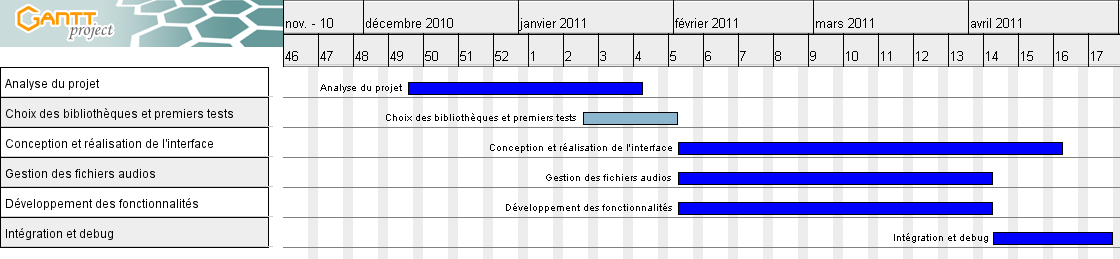 GANTT
project
nov. - 10 décembre 2010 janvier 2011 février 2011 mars 2011 avril 2011
46 47 48 49 50 51 52 1 2 3 4 5 6 7 8 9 10 11 12 13 14 15 16 17
Analyse du projet
Analyse du projet
Choix des bibliothèques et premiers tests
Choix des bibliothèques et premiers tests
Conception et réalisation de l'interface
Conception et réalisation de l'interface
Gestion des fichiers audios
Gestion des fichiers audios
Développement des fonctionnalités
Développement des fonctionnalités
Intégration et debug
Intégration et debug